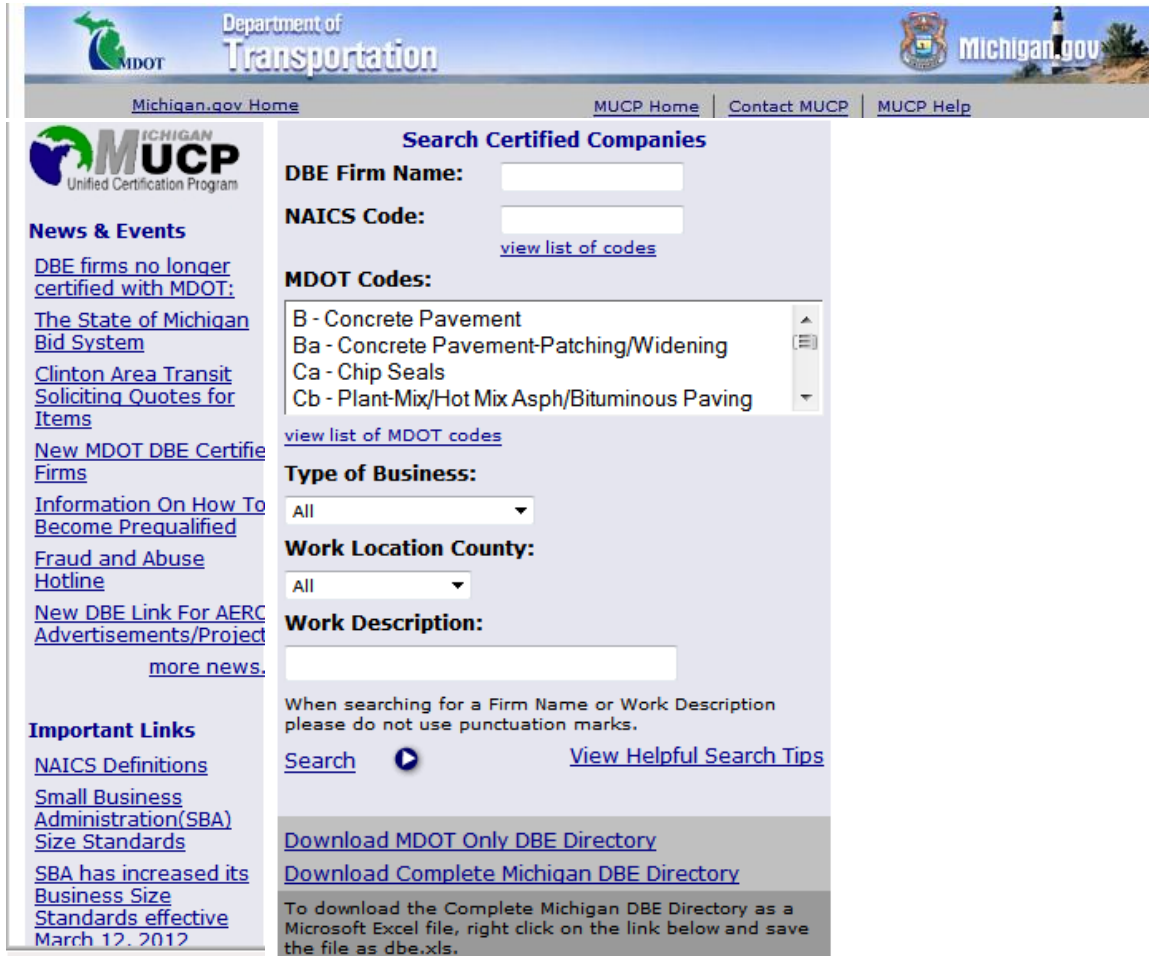 Department of
Transportation
MDOT
Michigan.gov
Michigan.gov Home
MUCP Home
Contact MUCP
MUCP Help
MICHIGAN
MUCP
Unified Certification Program
News & Events
DBE firms no longer
certified with MDOT:
The State of Michigan
Bid System
Clinton Area Transit
Soliciting Quotes for
Items
New MDOT DBE Certifie
Firms
Information On How To
Become Prequalified
Fraud and Abuse
Hotline
New DBE Link For AERO
Advertisements/Project
more news.
Important Links
NAICS Definitions
Small Business
Administration(SBA)
Size Standards
SBA has increased its
Business Size
Standards effective
March 12, 2012
Search Certified Companies
DBE Firm Name:
NAICS Code:
view list of codes
MDOT Codes:
B - Concrete Pavement
Ba - Concrete Pavement-Patching/Widening
Ca - Chip Seals
Cb - Plant-Mix/Hot Mix Asph/Bituminous Paving
view list of MDOT codes
Type of Business:
All
Work Location County:
All
Work Description:
When searching for a Firm Name or Work Description
please do not use punctuation marks.
Search
View Helpful Search Tips
Download MDOT Only DBE Directory
Download Complete Michigan DBE Directory
To download the Complete Michigan DBE Directory as a
Microsoft Excel file, right click on the link below and save
the file as dbe.xls.